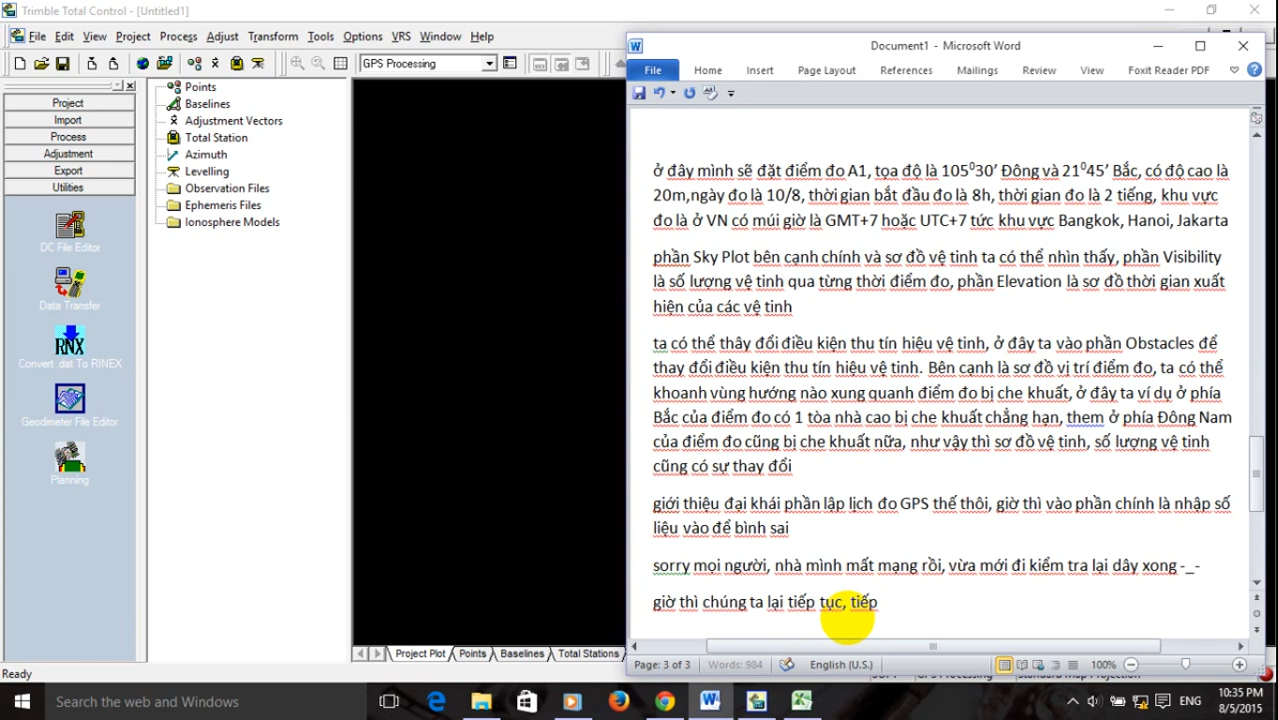 Trimble Total Control - [Untitled1]
File Edit View Project Process Adjust Transform Tools Options VRS Window Help
GPS Processing
Project
Import
Process
Adjustment
Export
Utilities
DC File Editor
Data Transfer
RNX
Convert .dat To RINEX
Geodimeter File Editor
Planning
Points
Baselines
Adjustment Vectors
Total Station
Azimuth
Levelling
Observation Files
Ephemeris Files
Ionosphere Models
Project Plot Points Baselines Total Stations
Ready
Document1 - Microsoft Word
File Home Insert Page Layout References Mailings Review View Foxit Reader PDF
ở đây mình sẽ đặt điểm đo A1, tọa độ là 105⁰30’ Đông và 21⁰45’ Bắc, có độ cao là
20m,ngày đo là 10/8, thời gian bắt đầu đo là 8h, thời gian đo là 2 tiếng, khu vực
đo là ở VN có múi giờ là GMT+7 hoặc UTC+7 tức khu vực Bangkok, Hanoi, Jakarta
phần Sky Plot bên cạnh chính và sơ đồ vệ tinh ta có thể nhìn thấy, phần Visibility
là số lượng vệ tinh qua từng thời điểm đo, phần Elevation là sơ đồ thời gian xuất
hiện của các vệ tinh
ta có thể thây đổi điều kiện thu tín hiệu vệ tinh, ở đây ta vào phần Obstacles để
thay đổi điều kiện thu tín hiệu vệ tinh. Bên cạnh là sơ đồ vị trí điểm đo, ta có thể
khoanh vùng hướng nào xung quanh điểm đo bị che khuất, ở đây ta ví dụ ở phía
Bắc của điểm đo có 1 tòa nhà cao bị che khuất chẳng hạn, them ở phía Đông Nam
của điểm đo cũng bị che khuất nữa, như vậy thì sơ đồ vệ tinh, số lượng vệ tinh
cũng có sự thay đổi
giới thiệu đại khái phần lập lịch đo GPS thế thôi, giờ thì vào phần chính là nhập số
liệu vào để bình sai
sorry mọi người, nhà mình mất mạng rồi, vừa mới đi kiểm tra lại dây xong -_-
giờ thì chúng ta lại tiếp tục, tiếp
Page: 3 of 3 Words: 984 English (U.S.) 100%
Search the web and Windows
ENG
10:35 PM
8/5/2015